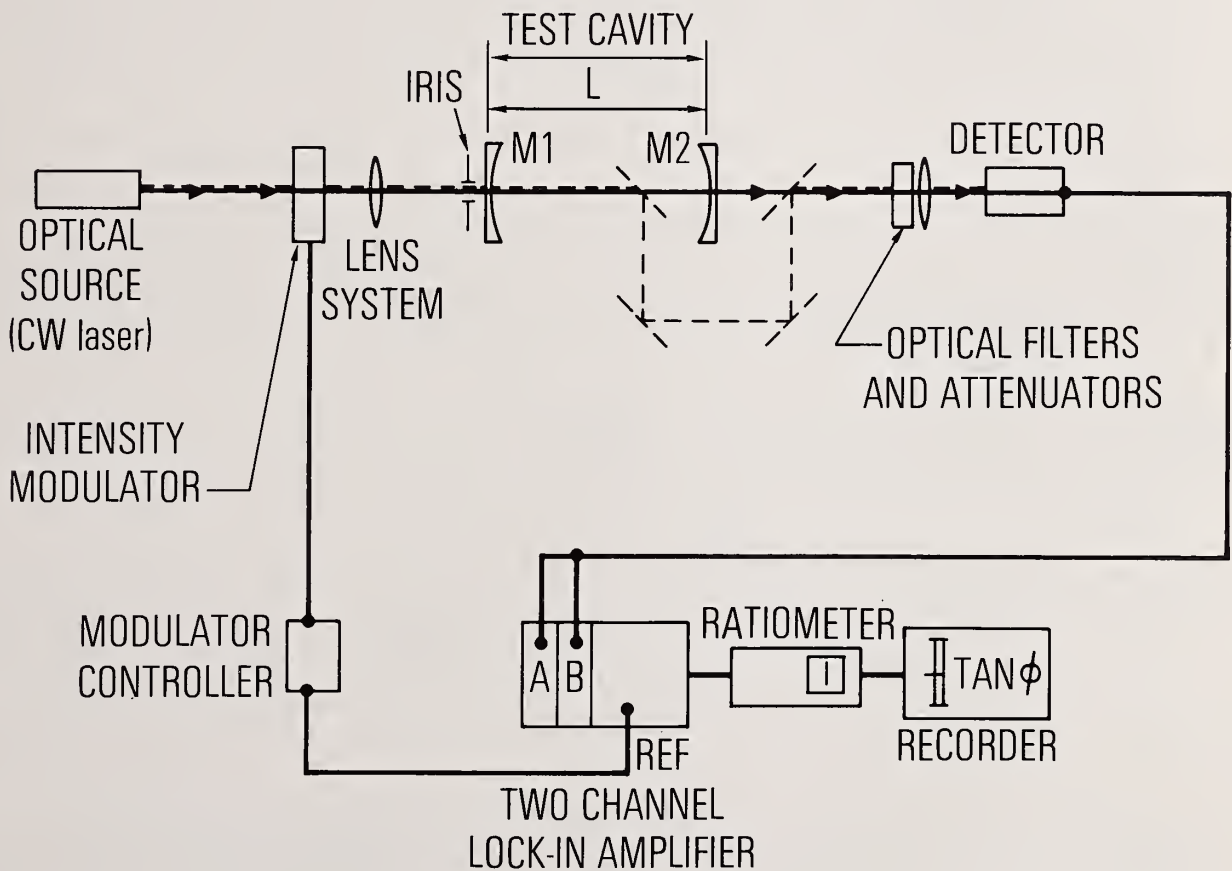 TEST CAVITY
L
IRIS
M1
M2
DETECTOR
OPTICAL
SOURCE
(CW laser)
LENS
SYSTEM
OPTICAL FILTERS
AND ATTENUATORS
INTENSITY
MODULATOR
MODULATOR
CONTROLLER
A
B
REF
TWO CHANNEL
LOCK-IN AMPLIFIER
RATIOMETER
I
TAN ϕ
RECORDER